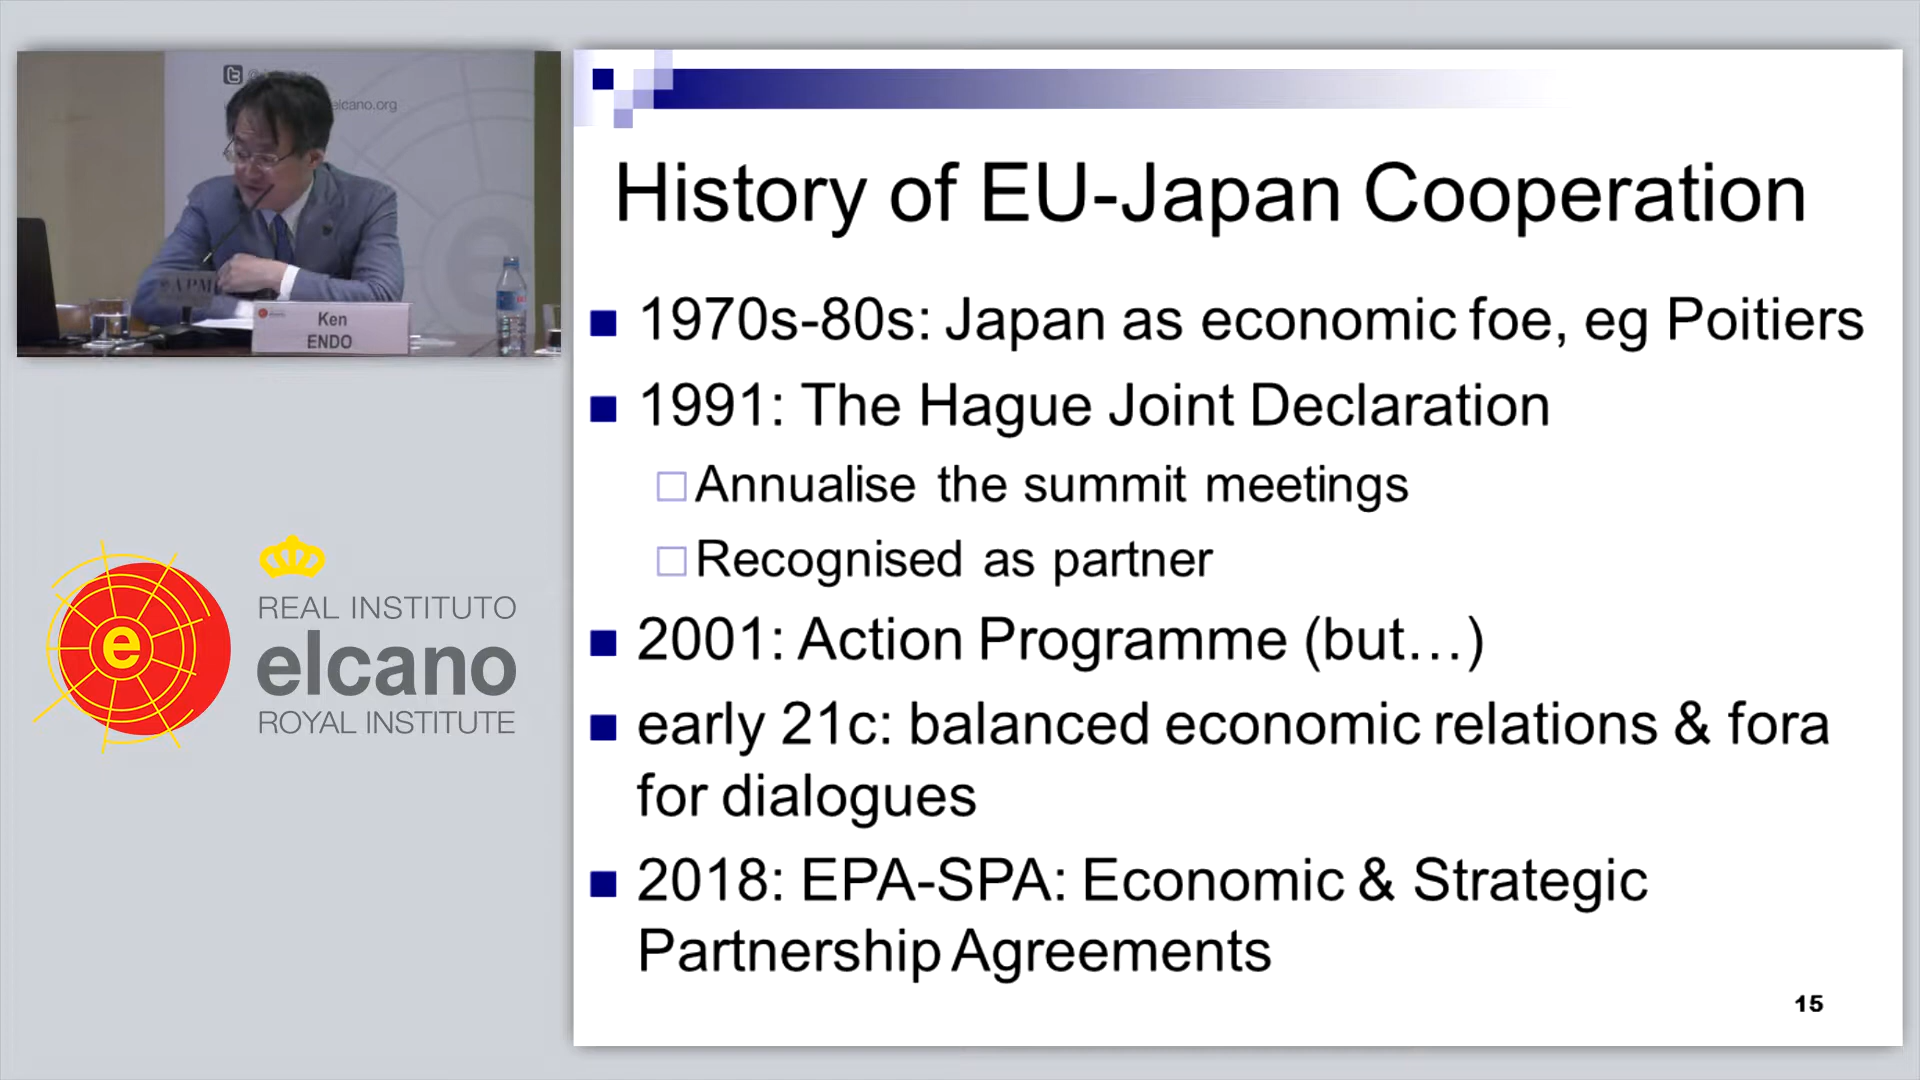 elcano.org
Ken
ENDO
REAL INSTITUTO
elcano
ROYAL INSTITUTE
e
History of EU-Japan Cooperation
1970s-80s: Japan as economic foe, eg Poitiers
1991: The Hague Joint Declaration
Annualise the summit meetings
Recognised as partner
2001: Action Programme (but…)
early 21c: balanced economic relations & fora
for dialogues
2018: EPA-SPA: Economic & Strategic
Partnership Agreements
15